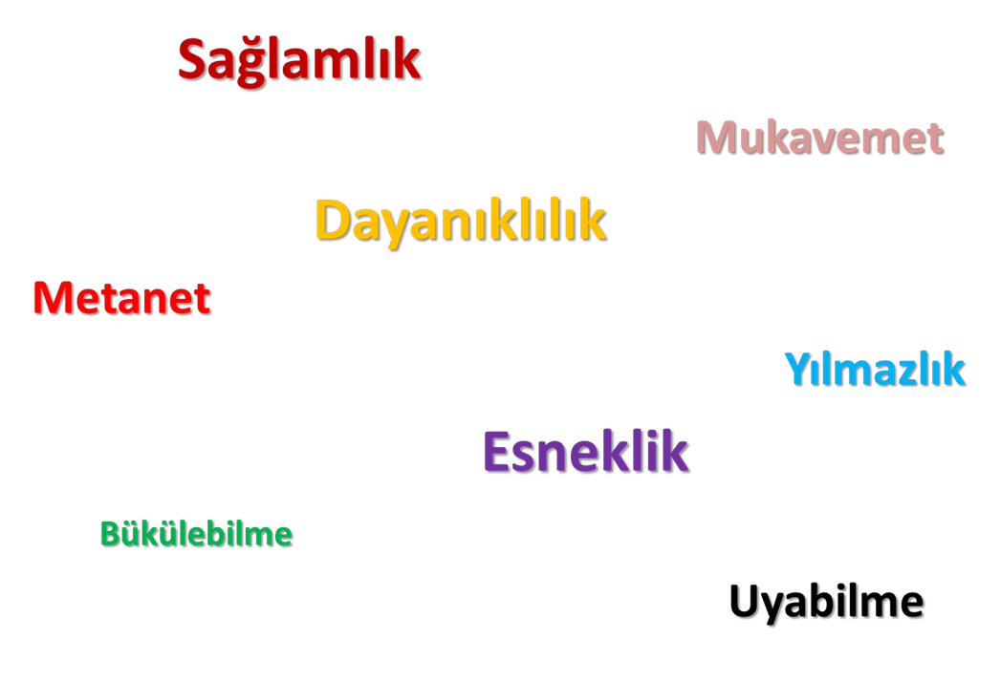 Sağlamlık
Mukavemet
Dayanıklılık
Metanet
Yılmazlık
Esneklik
Bükülebilme
Uyabilme